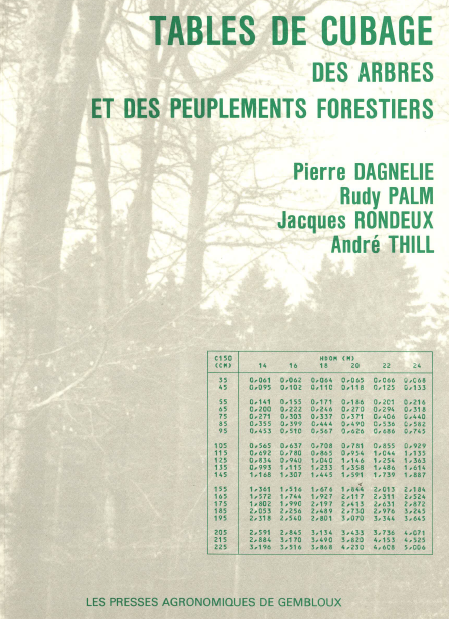 TABLES DE CUBAGE
DES ARBRES
ET DES PEUPLEMENTS FORESTIERS
Pierre DAGNELIE
Rudy PALM
Jacques RONDEUX
André THILL
C150 HDOM (M)
(CM) 14 16 18 20 22 24
35 0,061 0,062 0,064 0,065 0,066 0,068
45 0,095 0,102 0,110 0,118 0,125 0,133
55 0,141 0,155 0,171 0,186 0,201 0,216
65 0,200 0,222 0,246 0,270 0,294 0,318
75 0,271 0,303 0,337 0,371 0,406 0,440
85 0,355 0,399 0,444 0,490 0,536 0,582
95 0,453 0,510 0,567 0,626 0,686 0,745
105 0,565 0,637 0,708 0,781 0,855 0,929
115 0,692 0,780 0,865 0,954 1,044 1,135
125 0,834 0,940 1,040 1,146 1,254 1,363
135 0,993 1,115 1,233 1,358 1,486 1,614
145 1,168 1,307 1,445 1,591 1,739 1,887
155 1,361 1,516 1,676 1,844 2,013 2,184
165 1,572 1,744 1,927 2,117 2,311 2,524
175 1,802 1,990 2,197 2,413 2,631 2,872
185 2,053 2,256 2,489 2,730 2,976 3,245
195 2,318 2,540 2,801 3,070 3,344 3,645
205 2,591 2,845 3,134 3,433 3,736 4,071
215 2,884 3,170 3,490 3,820 4,153 4,525
225 3,196 3,516 3,868 4,230 4,608 5,006
LES PRESSES AGRONOMIQUES DE GEMBLOUX